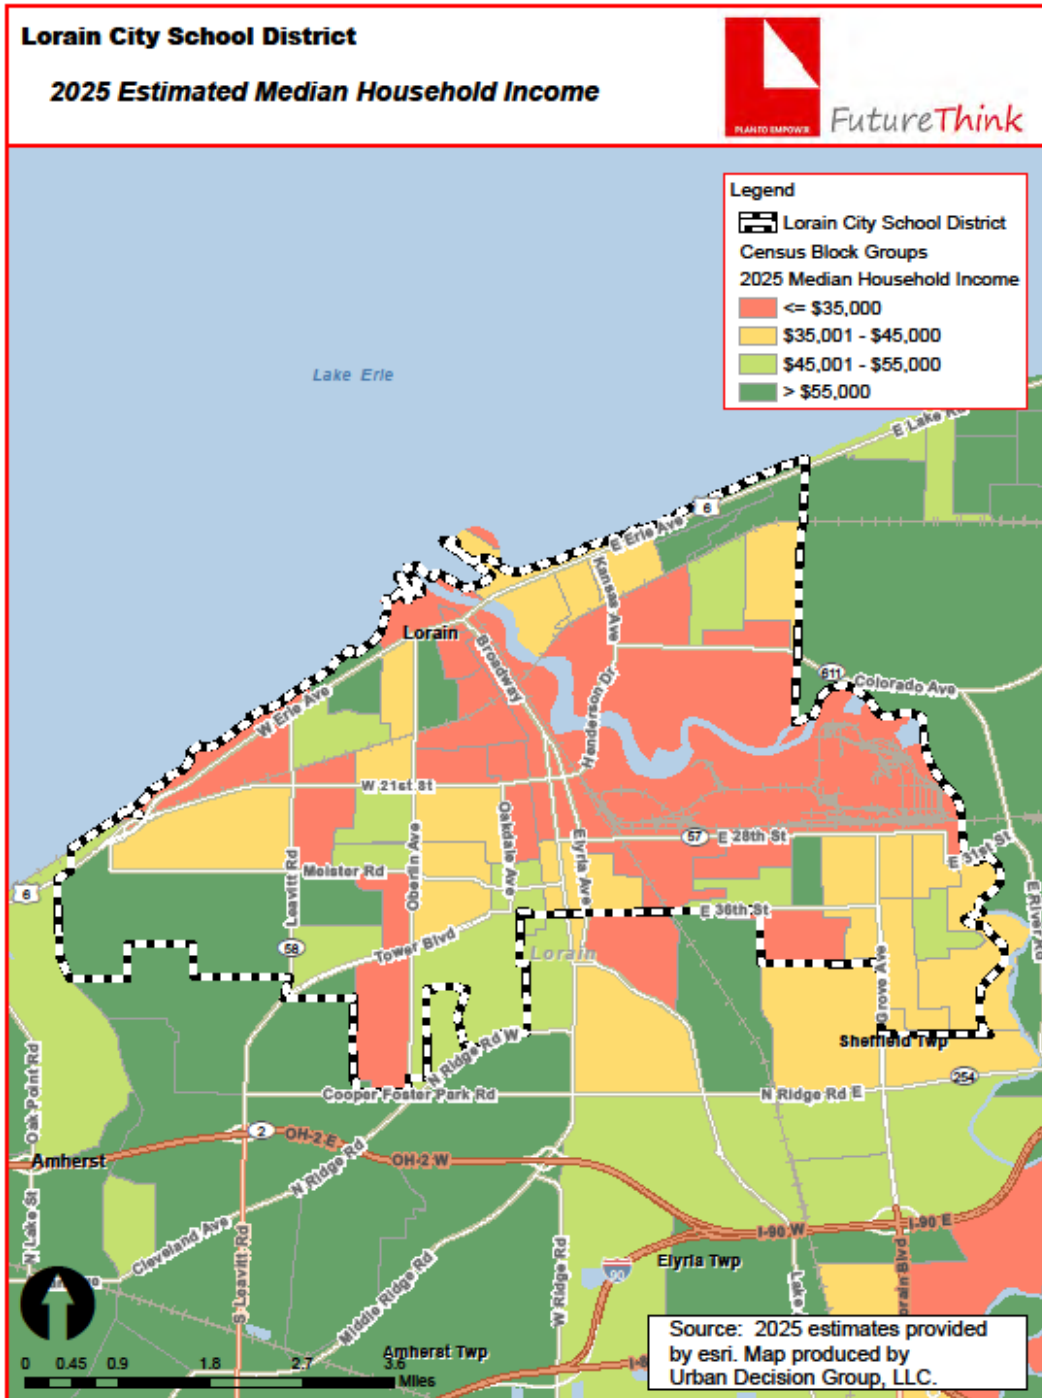 Lorain City School District
2025 Estimated Median Household Income
PLAN TO EMPOWER
FutureThink
Legend
Lorain City School District
Census Block Groups
2025 Median Household Income
<= $35,000
$35,001 - $45,000
$45,001 - $55,000
> $55,000
Lake Erie
E Lake Rd
6
E Erie Ave
Kansas Ave
Lorain
Broadway
611
Colorado Ave
W Erie Ave
Henderson Dr
W 21st St
Oakdale Ave
Elyria Ave
57
E 28th St
E 31st St
Meister Rd
Leavitt Rd
Oberlin Ave
6
E River Rd
E 36th St
58
Tower Blvd
Lorain
Grove Ave
N Ridge Rd W
Sheffield Twp
Oak Point Rd
Cooper Foster Park Rd
N Ridge Rd E
254
2
OH-2 E
Amherst
OH-2 W
N Ridge Rd
N Lake St
Cleveland Ave
S Leavitt Rd
I-90 W
I-90 E
Middle Ridge Rd
W Ridge Rd
90
Elyria Twp
Lake
Amherst Twp
0 0.45 0.9 1.8 2.7 3.6
Miles
Source: 2025 estimates provided
by esri. Map produced by
Urban Decision Group, LLC.